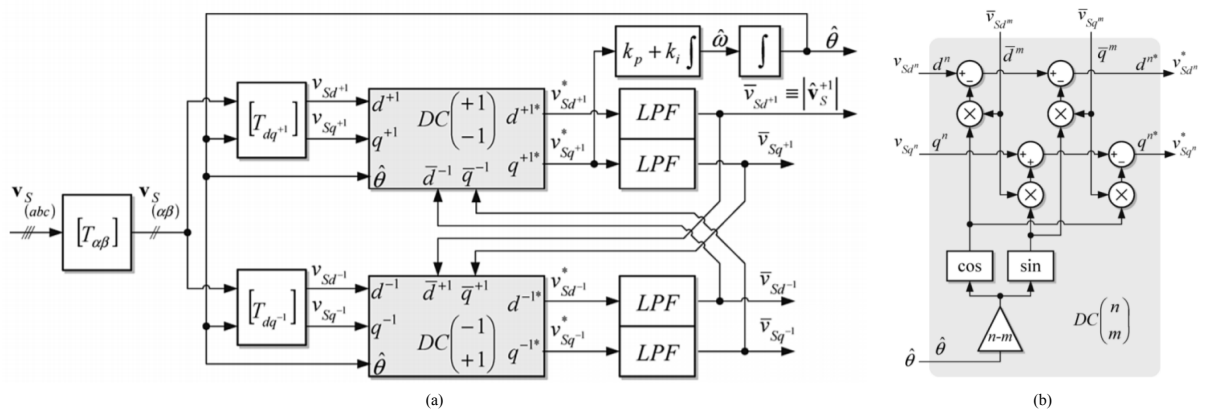 k_p + k_i ∫ ω̂ ∫ θ̂
[T_dq^+1] v_Sd^+1 v_Sq^+1
d^+1 DC(+1 −1) d^+1* v*_Sd^+1 LPF v̄_Sd^+1 ≡ |v̂_S^+1|
q^+1 q^+1* v*_Sq^+1 LPF v̄_Sq^+1
θ̂ d̄^-1 q̄^-1
v_S (abc) [T_αβ] v_S (αβ)
[T_dq^-1] v_Sd^-1 v_Sq^-1
d̄^+1 q̄^+1
d^-1 d^-1* v*_Sd^-1 LPF v̄_Sd^-1
q^-1 DC(−1 +1) q^-1* v*_Sq^-1 LPF v̄_Sq^-1
θ̂
(a)
v̄_Sd^m v̄_Sq^m
v_Sd^n d^n + − d̄^m + − q̄^m d^n* v*_Sd^n
× ×
v_Sq^n q^n + + + − q^n* v*_Sq^n
× ×
cos sin
n-m DC(n m)
θ̂ θ̂
(b)